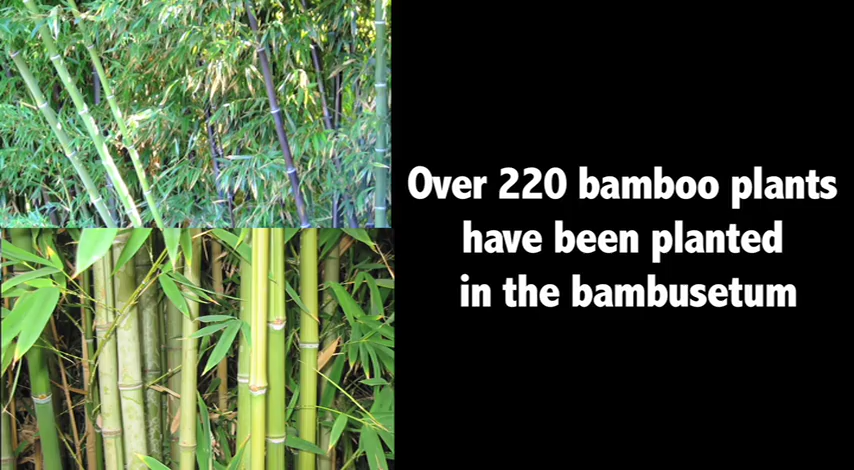 Over 220 bamboo plants
have been planted
in the bambusetum